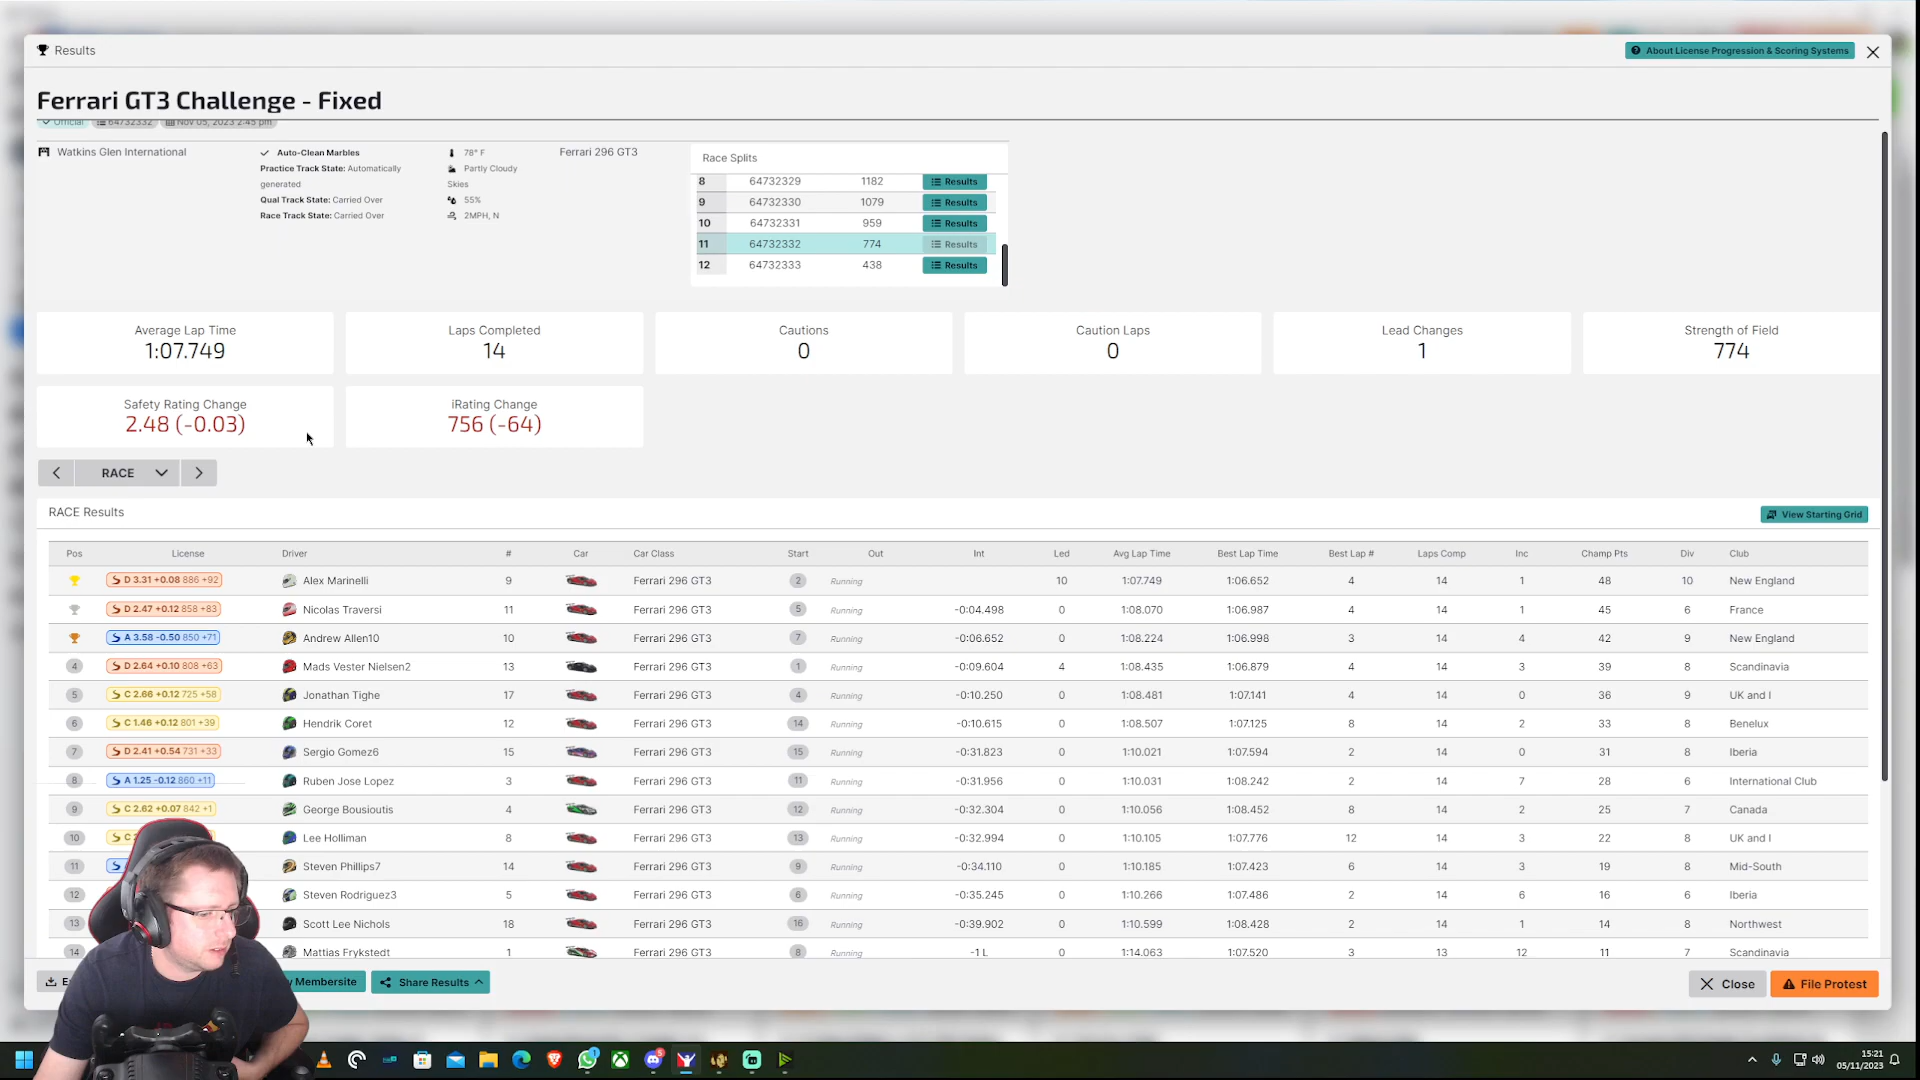 Results
About License Progression & Scoring Systems
Ferrari GT3 Challenge - Fixed
Official 64732332 Nov 05, 2023 2:45 pm
Watkins Glen International
Auto-Clean Marbles
Practice Track State: Automatically
generated
Qual Track State: Carried Over
Race Track State: Carried Over
78° F
Partly Cloudy
Skies
55%
2MPH, N
Ferrari 296 GT3
Race Splits
8 64732329 1182 Results
9 64732330 1079 Results
10 64732331 959 Results
11 64732332 774 Results
12 64732333 438 Results
Average Lap Time
1:07.749
Laps Completed
14
Cautions
0
Caution Laps
0
Lead Changes
1
Strength of Field
774
Safety Rating Change
2.48 (-0.03)
iRating Change
756 (-64)
RACE
RACE Results
View Starting Grid
Pos License Driver # Car Car Class Start Out Int Led Avg Lap Time Best Lap Time Best Lap # Laps Comp Inc Champ Pts Div Club
D 3.31 +0.08 886 +92 Alex Marinelli 9 Ferrari 296 GT3 2 Running 10 1:07.749 1:06.652 4 14 1 48 10 New England
D 2.47 +0.12 858 +83 Nicolas Traversi 11 Ferrari 296 GT3 5 Running -0:04.498 0 1:08.070 1:06.987 4 14 1 45 6 France
A 3.58 -0.50 850 +71 Andrew Allen10 10 Ferrari 296 GT3 7 Running -0:06.652 0 1:08.224 1:06.998 3 14 4 42 9 New England
4 D 2.64 +0.10 808 +63 Mads Vester Nielsen2 13 Ferrari 296 GT3 1 Running -0:09.604 4 1:08.435 1:06.879 4 14 3 39 8 Scandinavia
5 C 2.66 +0.12 725 +58 Jonathan Tighe 17 Ferrari 296 GT3 4 Running -0:10.250 0 1:08.481 1:07.141 4 14 0 36 9 UK and I
6 C 1.46 +0.12 801 +39 Hendrik Coret 12 Ferrari 296 GT3 14 Running -0:10.615 0 1:08.507 1:07.125 8 14 2 33 8 Benelux
7 D 2.41 +0.54 731 +33 Sergio Gomez6 15 Ferrari 296 GT3 15 Running -0:31.823 0 1:10.021 1:07.594 2 14 0 31 8 Iberia
8 A 1.25 -0.12 860 +11 Ruben Jose Lopez 3 Ferrari 296 GT3 11 Running -0:31.956 0 1:10.031 1:08.242 2 14 7 28 6 International Club
9 C 2.62 +0.07 842 +1 George Bousioutis 4 Ferrari 296 GT3 12 Running -0:32.304 0 1:10.056 1:08.452 8 14 2 25 7 Canada
10 C Lee Holliman 8 Ferrari 296 GT3 13 Running -0:32.994 0 1:10.105 1:07.776 12 14 3 22 8 UK and I
11 Steven Phillips7 14 Ferrari 296 GT3 9 Running -0:34.110 0 1:10.185 1:07.423 6 14 3 19 8 Mid-South
12 Steven Rodriguez3 5 Ferrari 296 GT3 6 Running -0:35.245 0 1:10.266 1:07.486 2 14 6 16 6 Iberia
13 Scott Lee Nichols 18 Ferrari 296 GT3 16 Running -0:39.902 0 1:10.599 1:08.428 2 14 1 14 8 Northwest
14 Mattias Frykstedt 1 Ferrari 296 GT3 8 Running -1 L 0 1:14.063 1:07.520 3 13 12 11 7 Scandinavia
Membersite
Share Results
Close
File Protest
15:21
05/11/2023